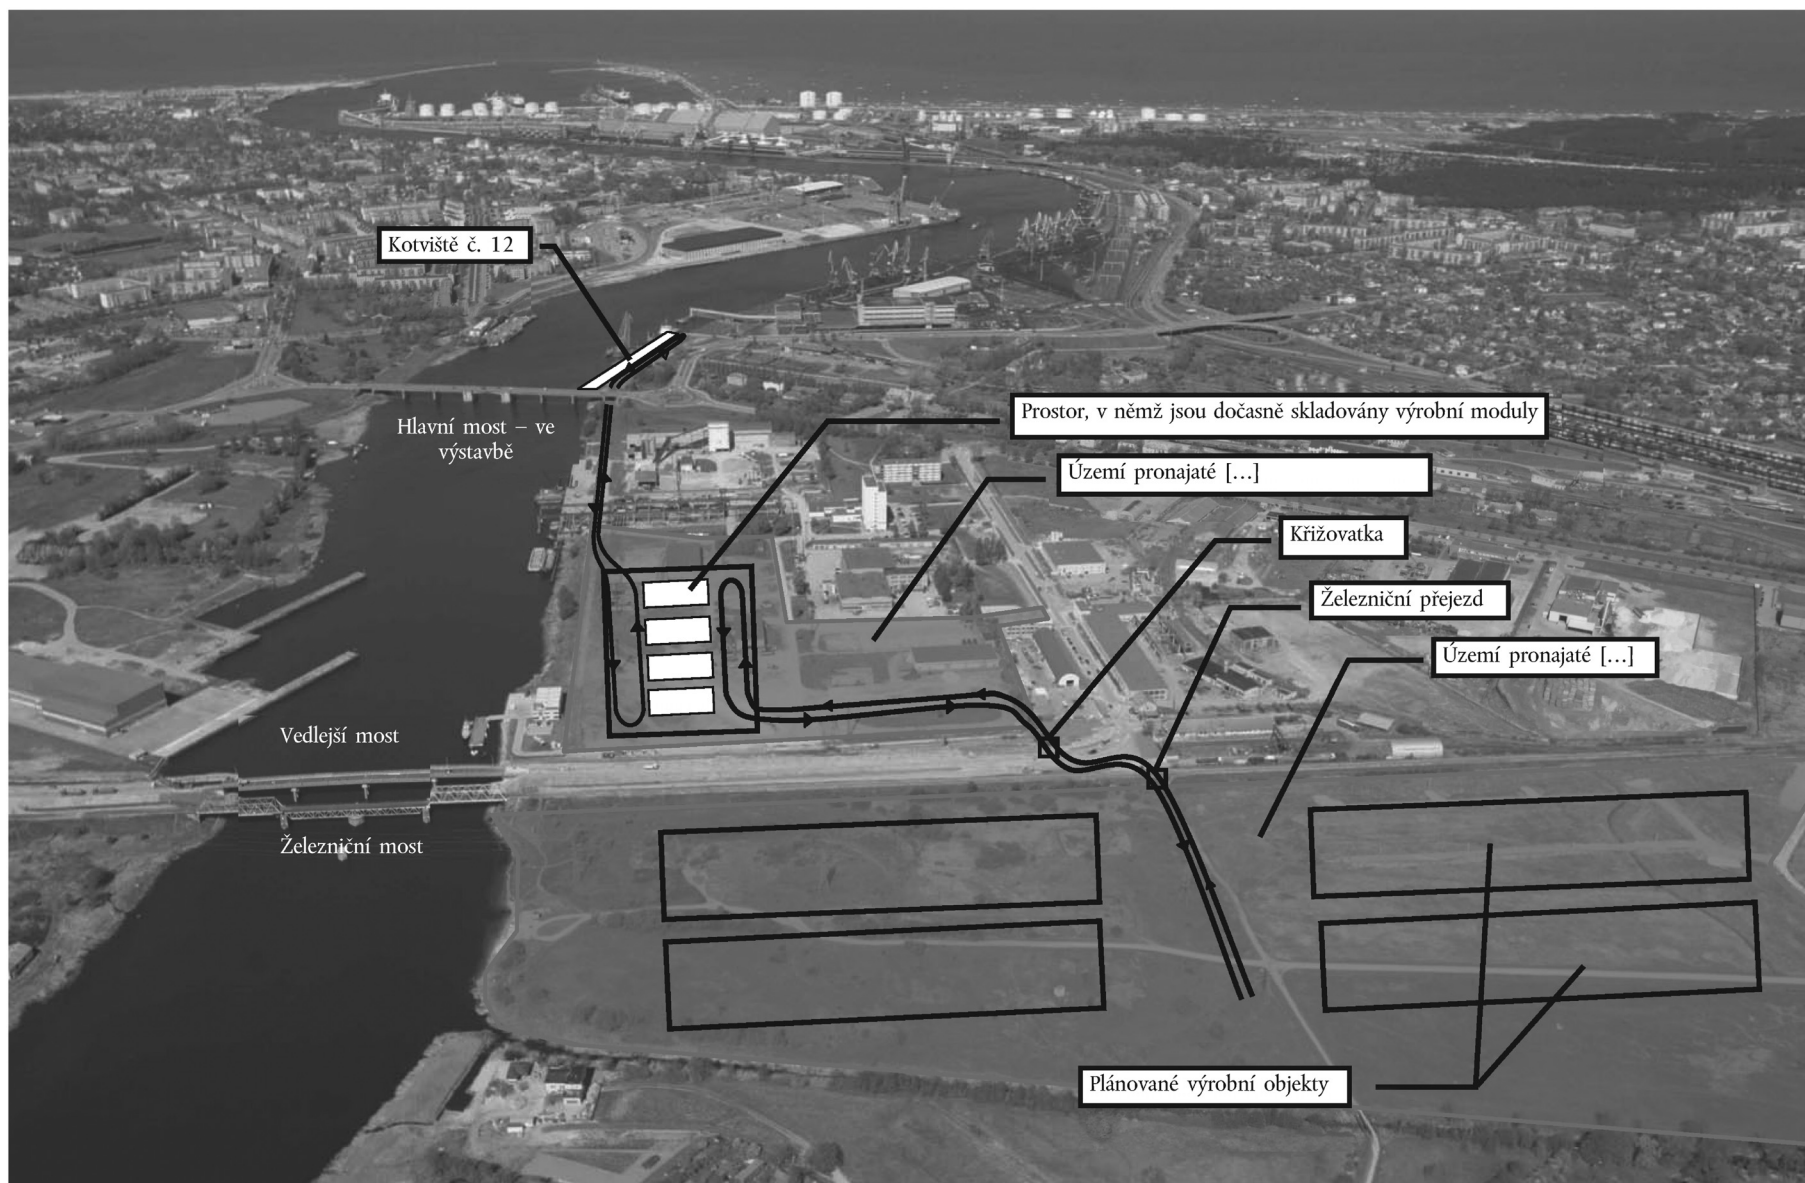 Kotviště č. 12
Prostor, v němž jsou dočasně skladovány výrobní moduly
Hlavní most – ve
výstavbě
Území pronajaté [...]
Křižovatka
Železniční přejezd
Území pronajaté [...]
Vedlejší most
Železniční most
Plánované výrobní objekty